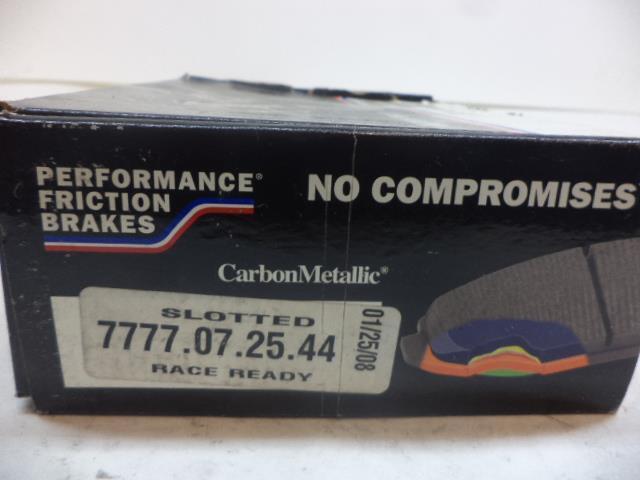 PERFORMANCE®
FRICTION
BRAKES
NO COMPROMISES
CarbonMetallic®
SLOTTED
7777.07.25.44
RACE READY
01/25/08